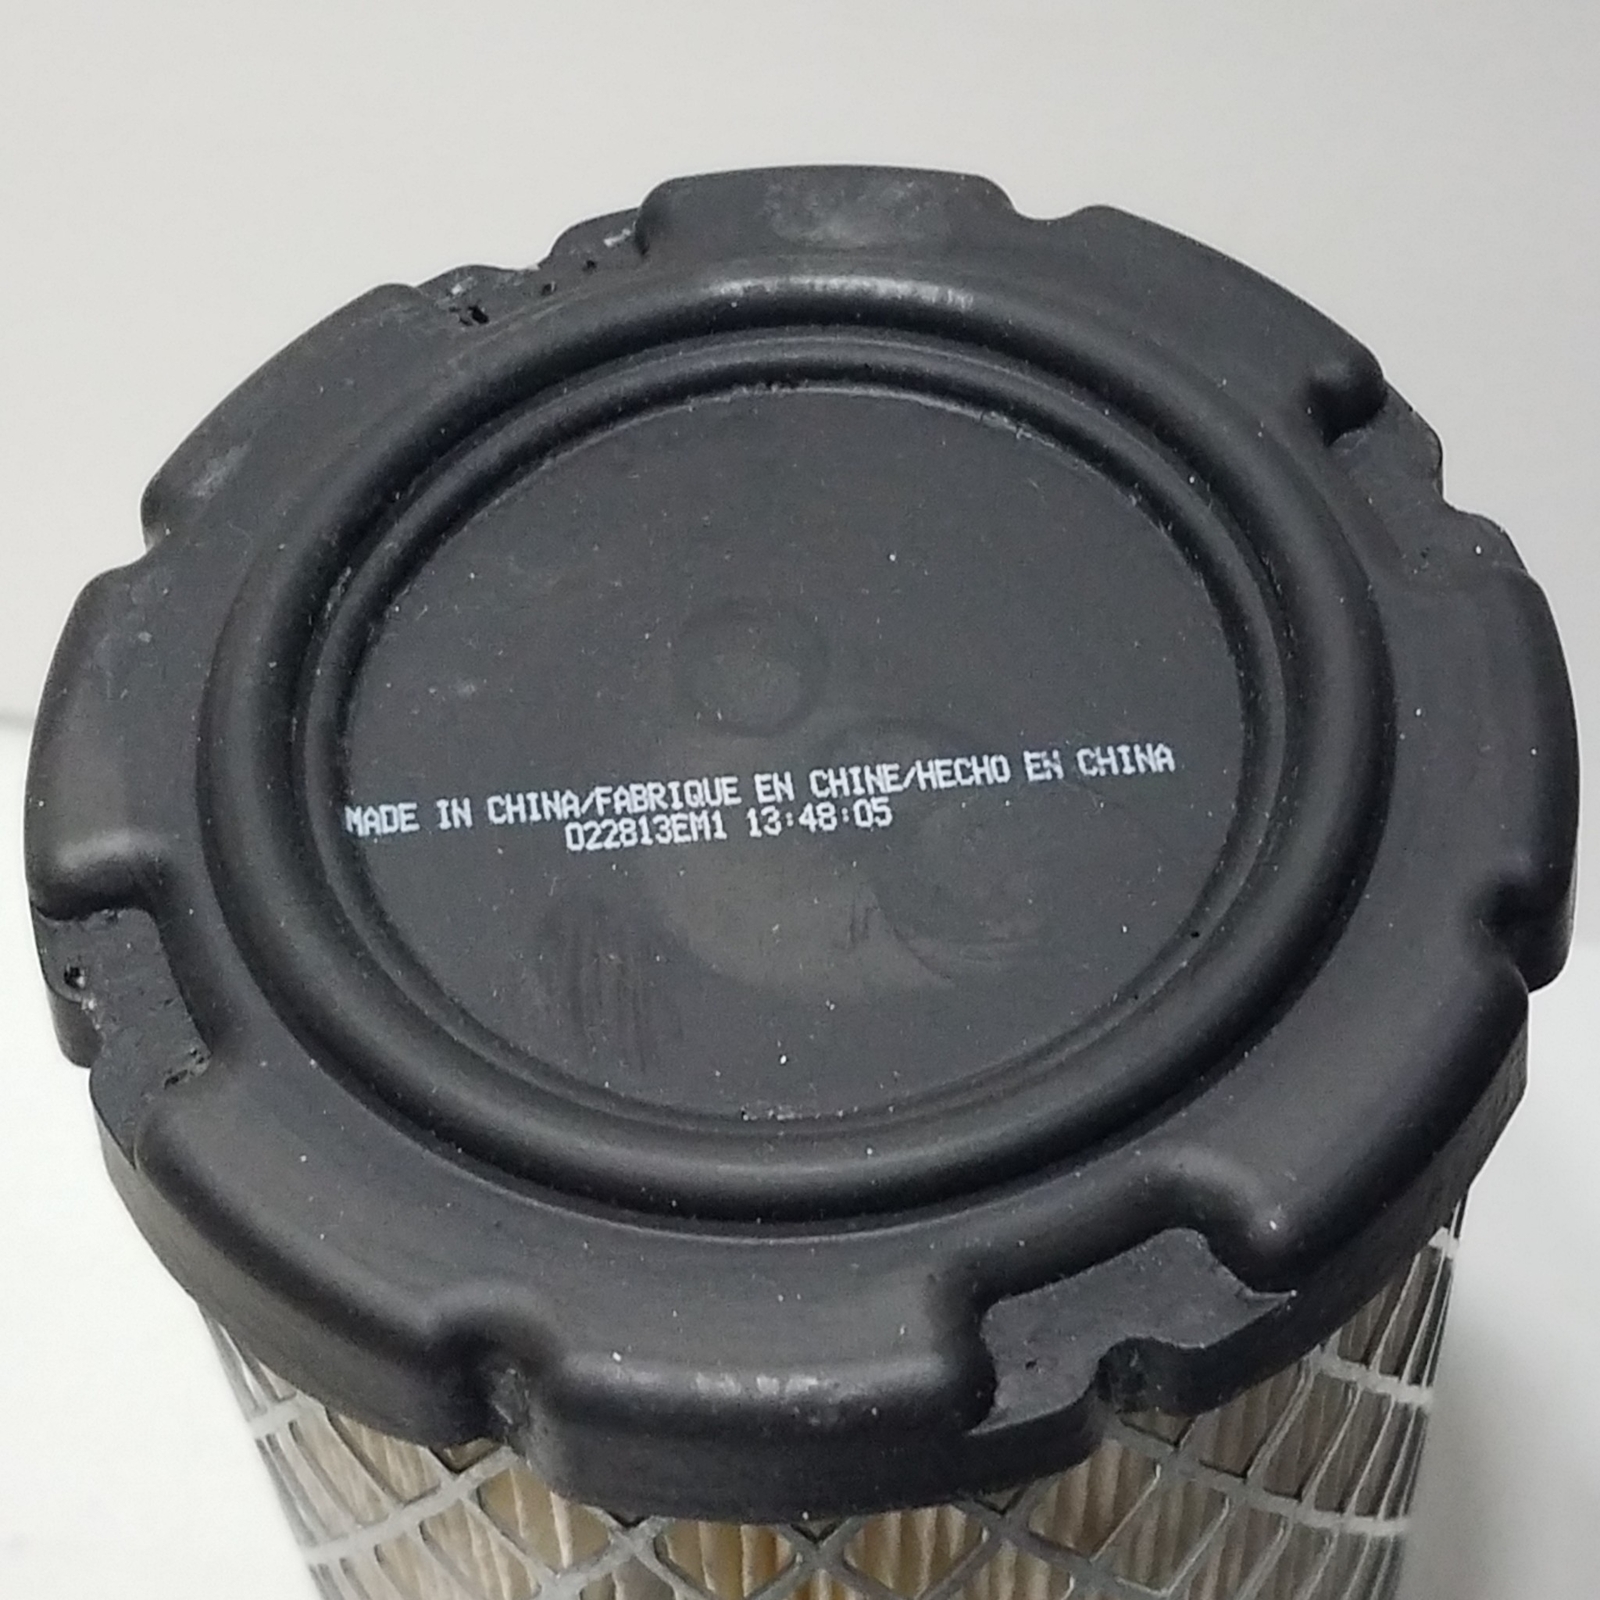 MADE IN CHINA/FABRIQUE EN CHINE/HECHO EN CHINA
022813EM1 13:48:05